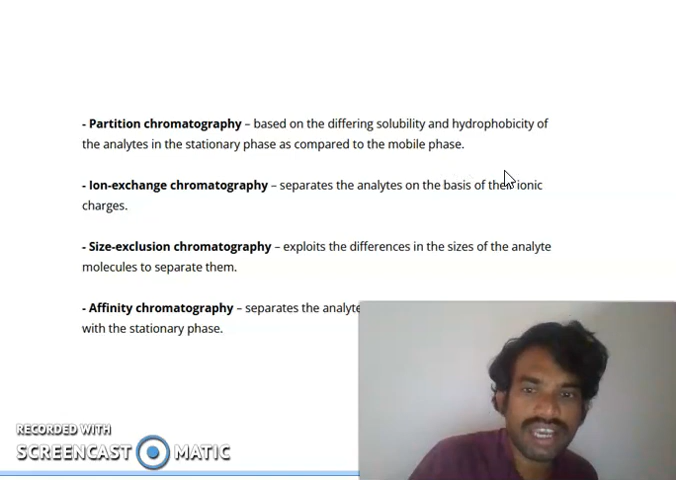 - Partition chromatography – based on the differing solubility and hydrophobicity of
the analytes in the stationary phase as compared to the mobile phase.
- Ion-exchange chromatography – separates the analytes on the basis of their ionic
charges.
- Size-exclusion chromatography – exploits the differences in the sizes of the analyte
molecules to separate them.
- Affinity chromatography – separates the analyte
with the stationary phase.
RECORDED WITH
SCREENCAST MATIC